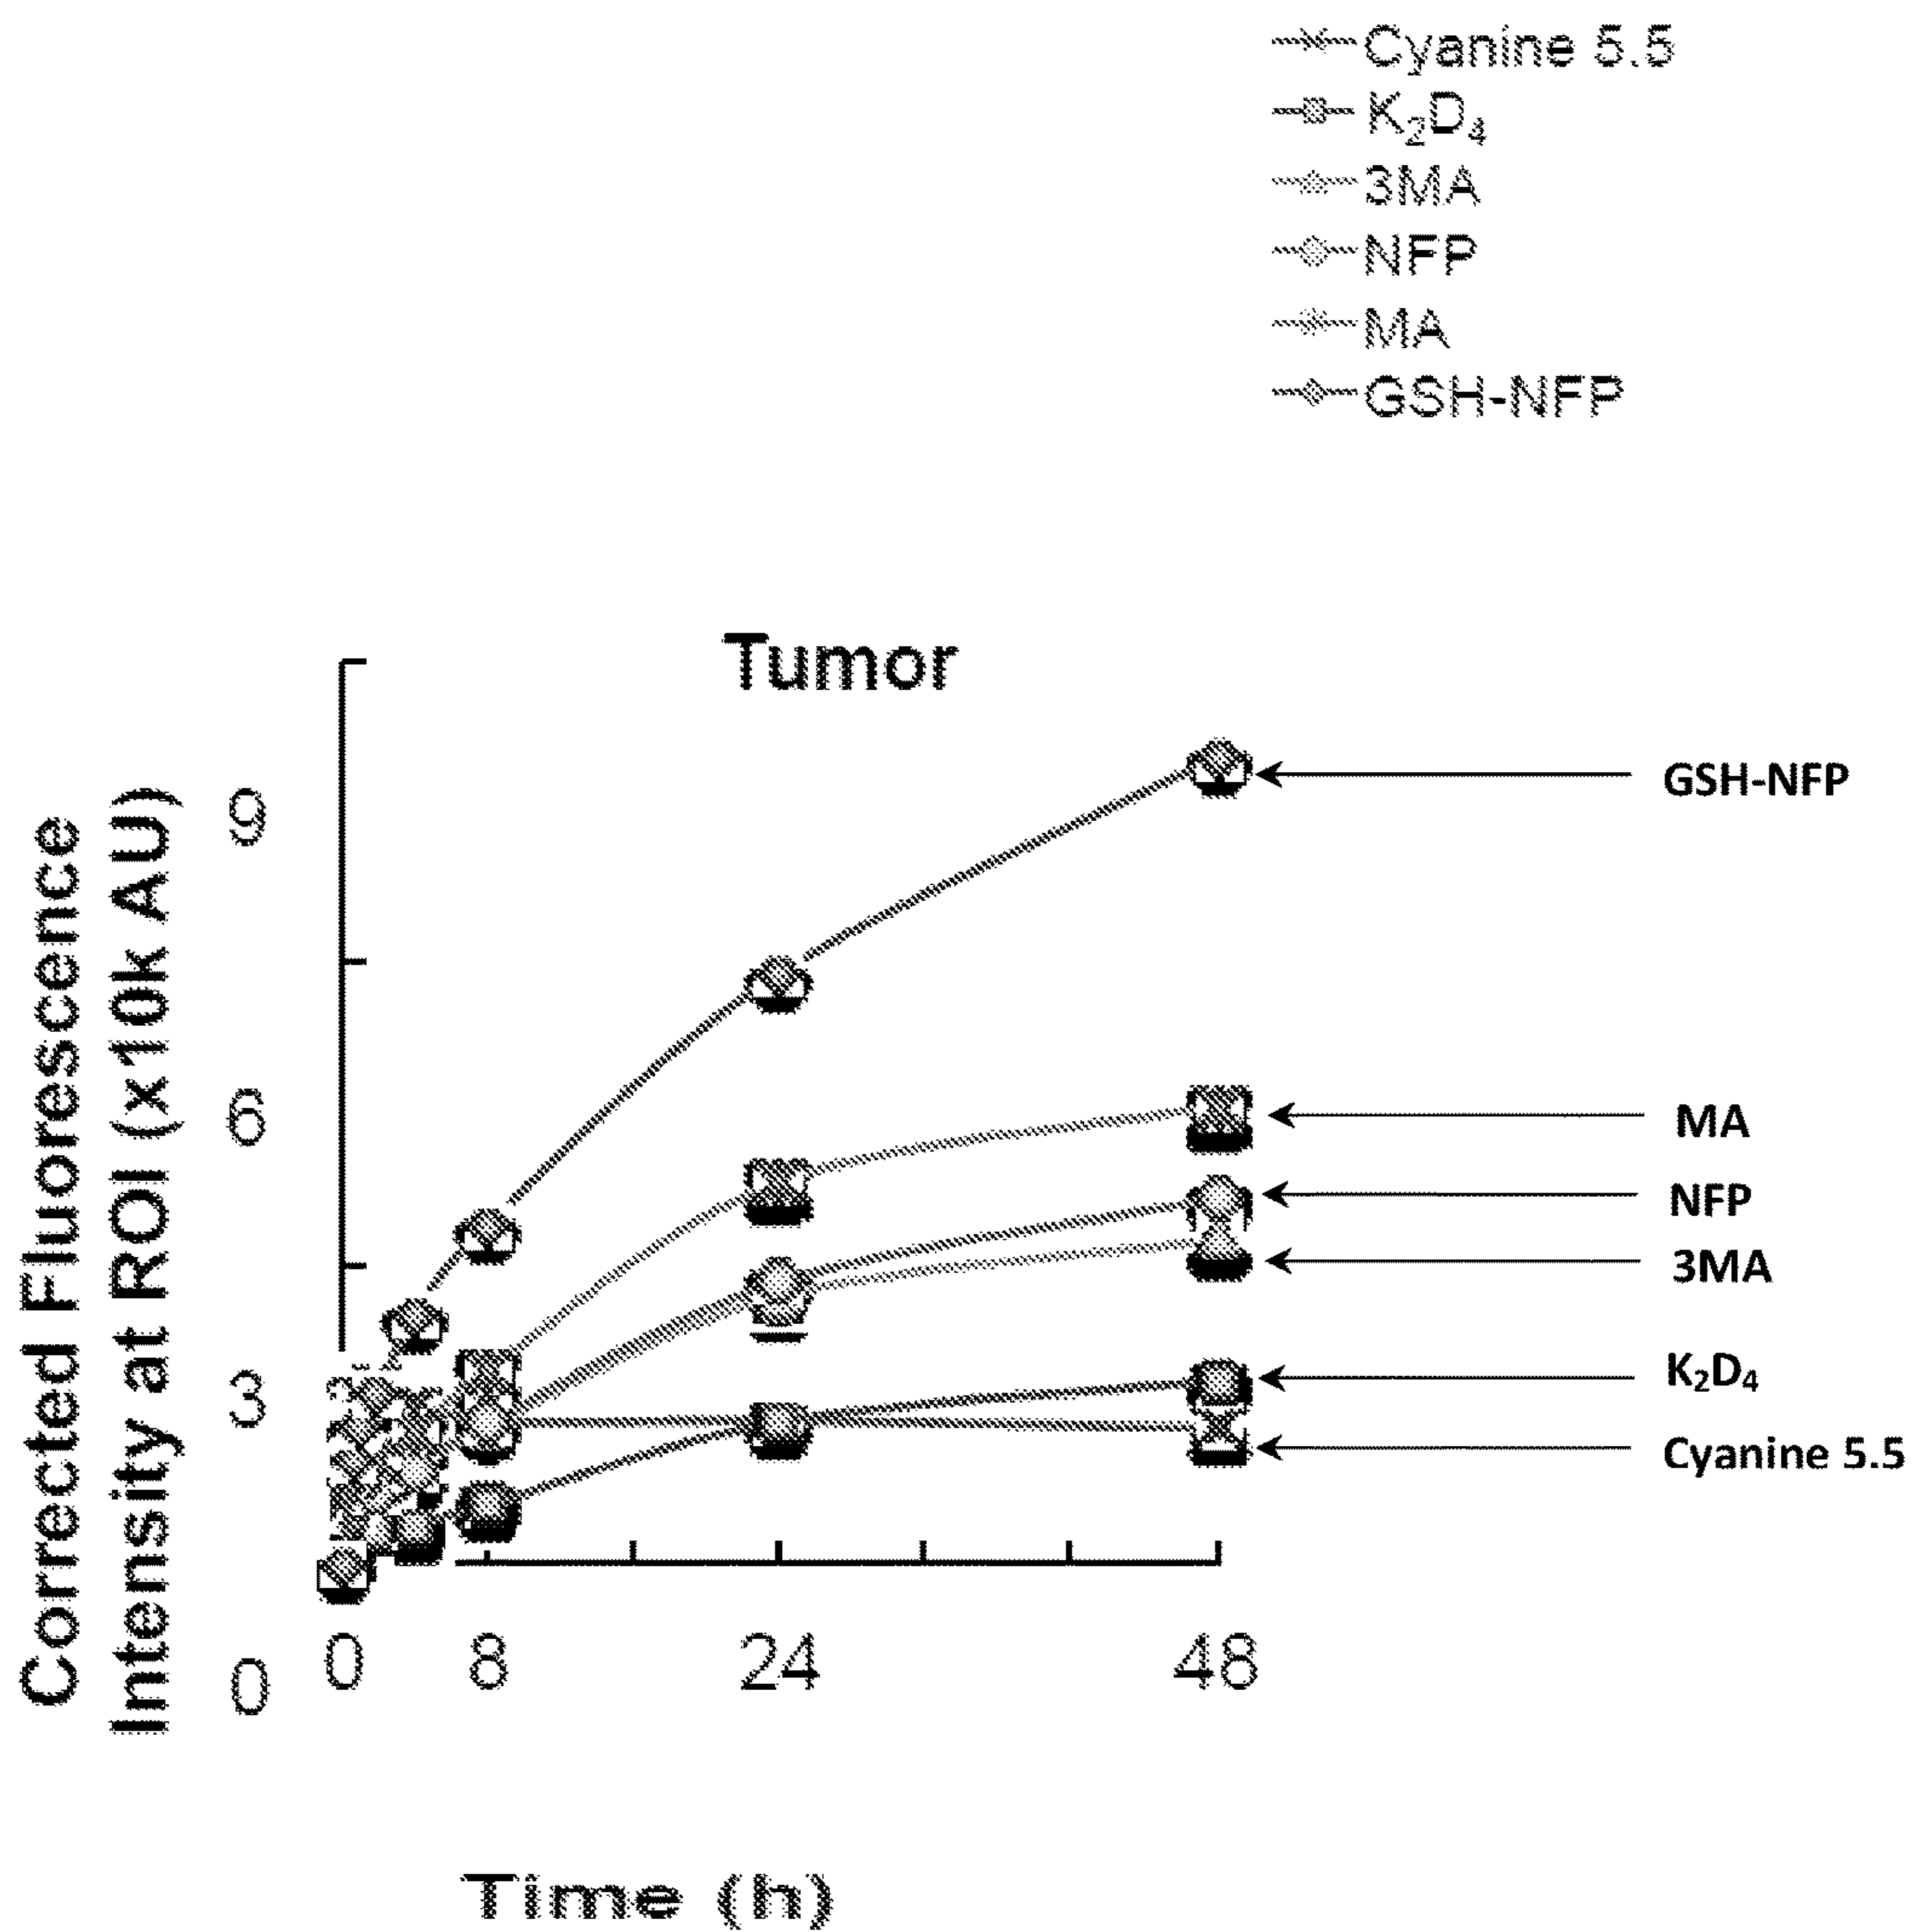 Cyanine 5.5
K₂D₄
3MA
NFP
MA
GSH-NFP
Tumor
Corrected Fluorescence
Intensity at ROI (x10k AU)
9
6
3
0
GSH-NFP
MA
NFP
3MA
K₂D₄
Cyanine 5.5
0 8 24 48
Time (h)